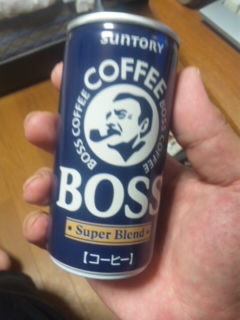 SUNTORY
COFFEE
BOSS COFFEE
BOSS COFFEE
BOSS
Super Blend
【コーヒー】